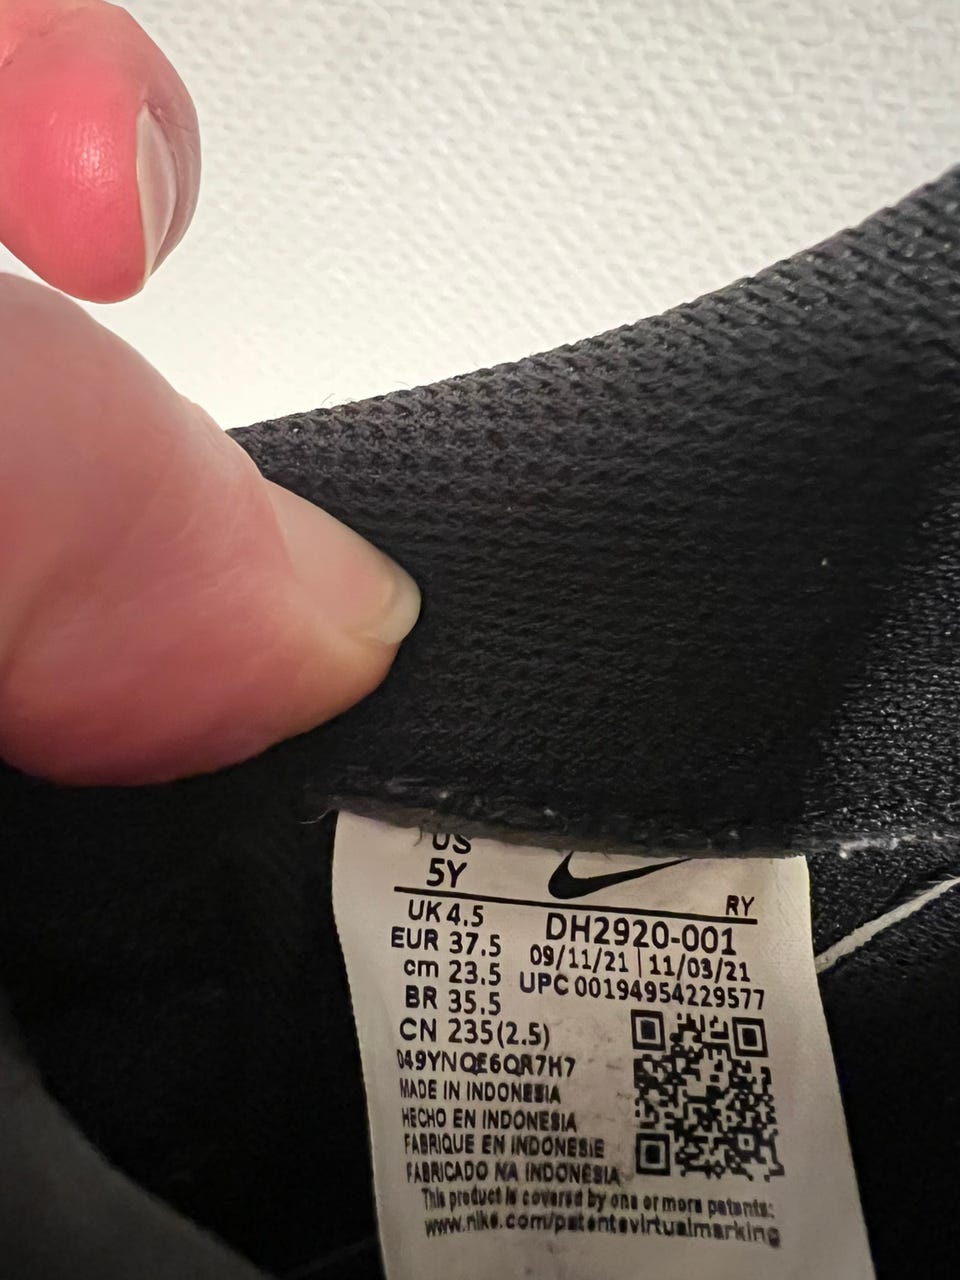 US
5Y
RY
UK 4.5
DH2920-001
EUR 37.5
09/11/21 | 11/03/21
cm 23.5
UPC 00194954229577
BR 35.5
CN 235(2.5)
049YNQE6QR7H7
MADE IN INDONESIA
HECHO EN INDONESIA
FABRIQUE EN INDONESIE
FABRICADO NA INDONESIA
This product is covered by one or more patents:
www.nike.com/patentsvirtualmarking